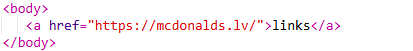 <body>
<a href="https://mcdonalds.lv/">links</a>
</body>